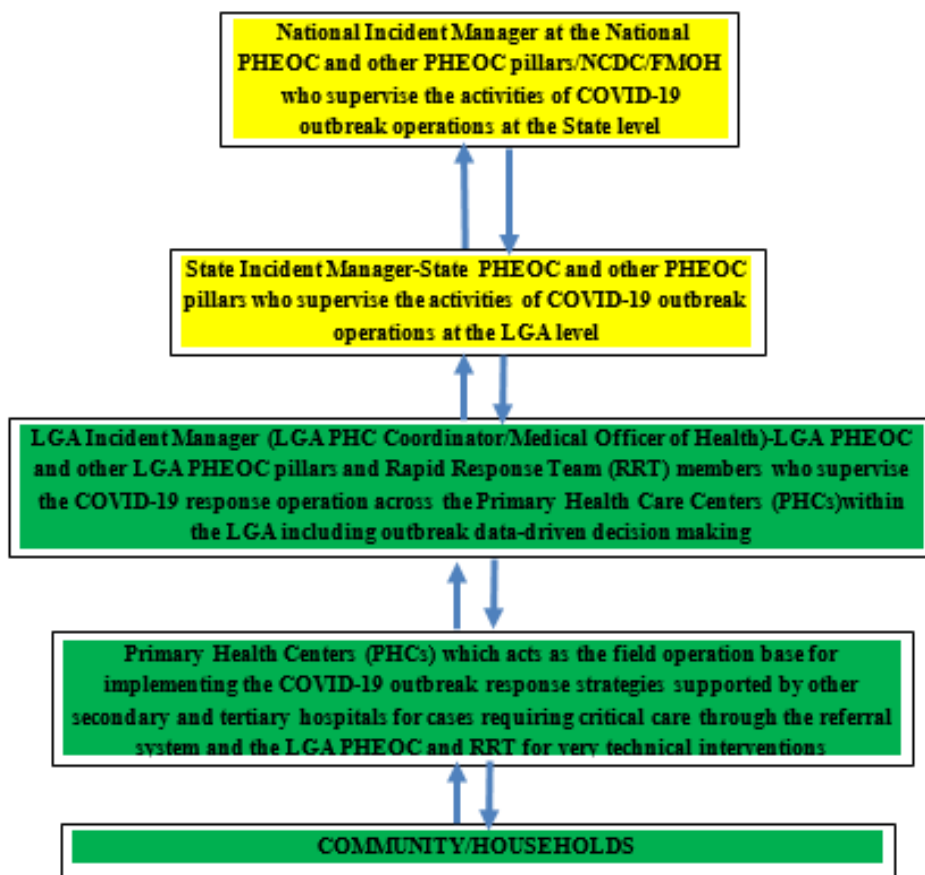 National Incident Manager at the National
PHEOC and other PHEOC pillars/NCDC/FMOH
who supervise the activities of COVID-19
outbreak operations at the State level
State Incident Manager-State PHEOC and other PHEOC
pillars who supervise the activities of COVID-19 outbreak
operations at the LGA level
LGA Incident Manager (LGA PHC Coordinator/Medical Officer of Health)-LGA PHEOC
and other LGA PHEOC pillars and Rapid Response Team (RRT) members who supervise
the COVID-19 response operation across the Primary Health Care Centers (PHCs)within
the LGA including outbreak data-driven decision making
Primary Health Centers (PHCs) which acts as the field operation base for
implementing the COVID-19 outbreak response strategies supported by other
secondary and tertiary hospitals for cases requiring critical care through the referral
system and the LGA PHEOC and RRT for very technical interventions
COMMUNITY/HOUSEHOLDS